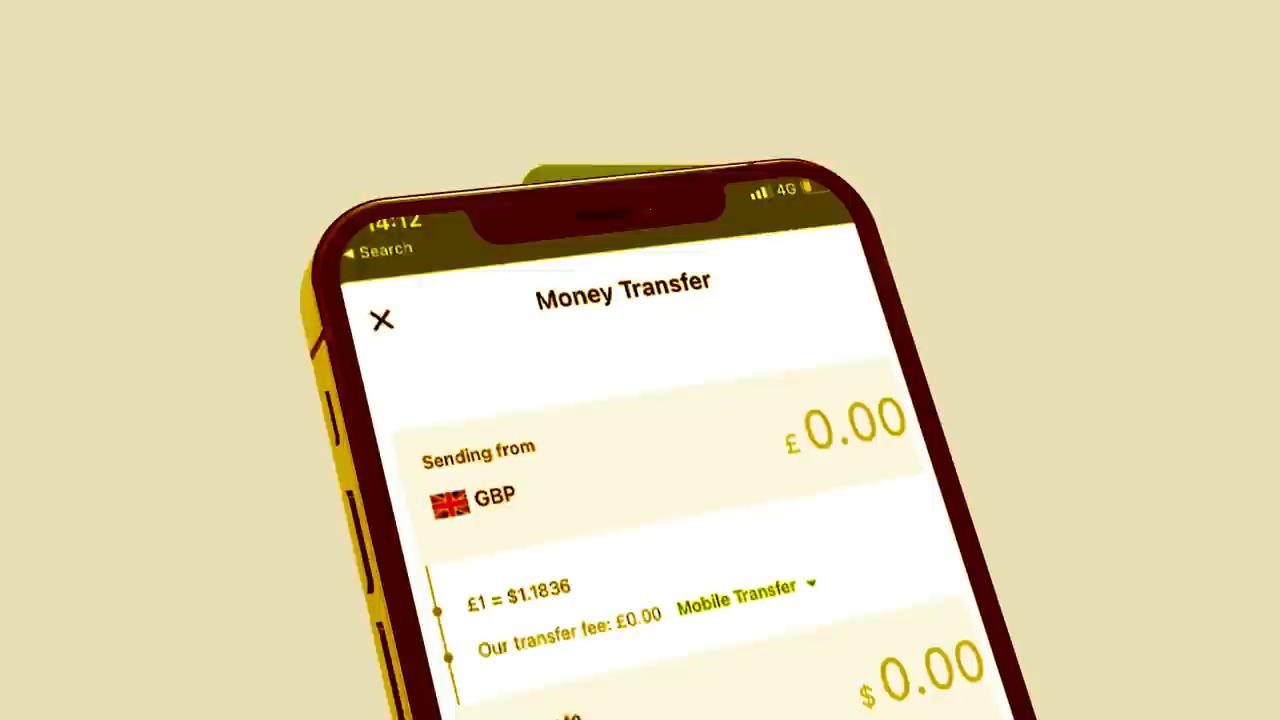 14:12
4G
◀ Search
Money Transfer
Sending from
£0.00
GBP
£1 = $1.1836
Our transfer fee: £0.00 Mobile Transfer
$0.00